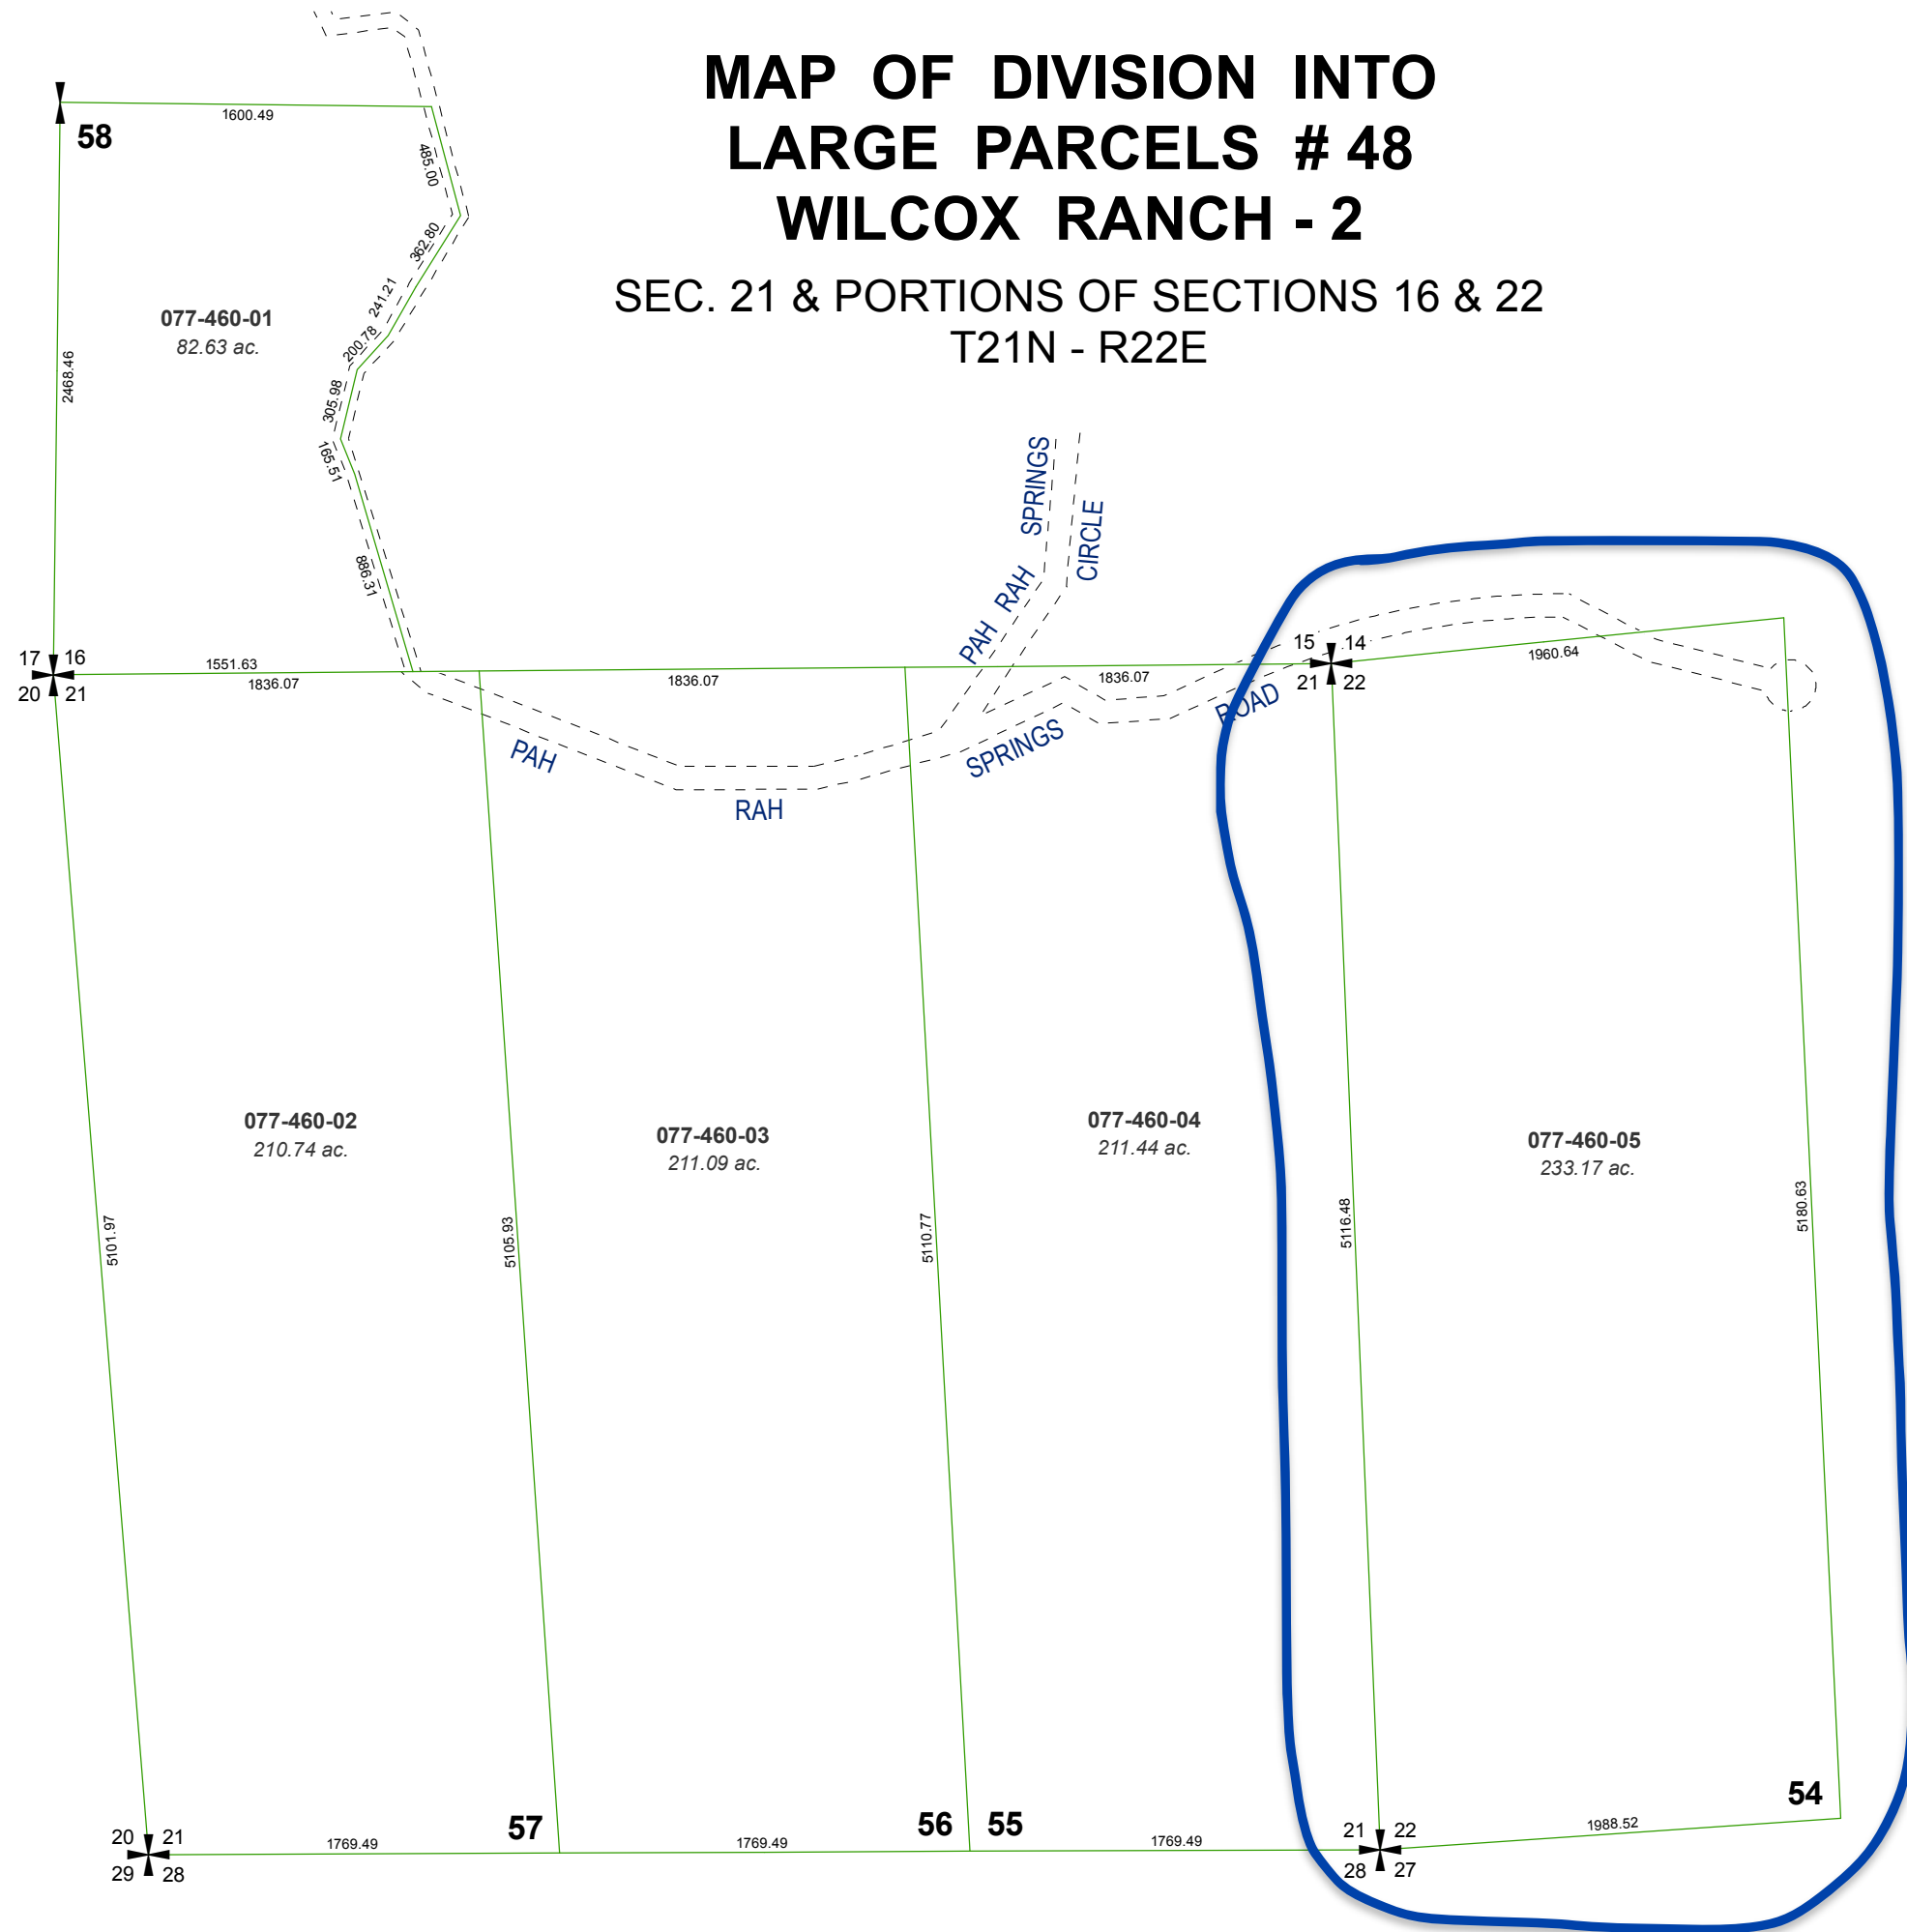 MAP OF DIVISION INTO
LARGE PARCELS # 48
WILCOX RANCH - 2
SEC. 21 & PORTIONS OF SECTIONS 16 & 22
T21N - R22E
1600.49
58
485.00
362.80
241.21
200.78
077-460-01
82.63 ac.
2468.46
305.98
165.51
886.31
SPRINGS
CIRCLE
PAH RAH
17 16
20 21
1551.63
1836.07
1836.07
1836.07
15 14
21 22
1960.64
PAH
RAH
SPRINGS
ROAD
077-460-02
210.74 ac.
077-460-03
211.09 ac.
077-460-04
211.44 ac.
077-460-05
233.17 ac.
5101.97
5105.93
5110.77
5116.48
5180.63
57
56
55
54
20 21
29 28
1769.49
1769.49
1769.49
21 22
28 27
1988.52